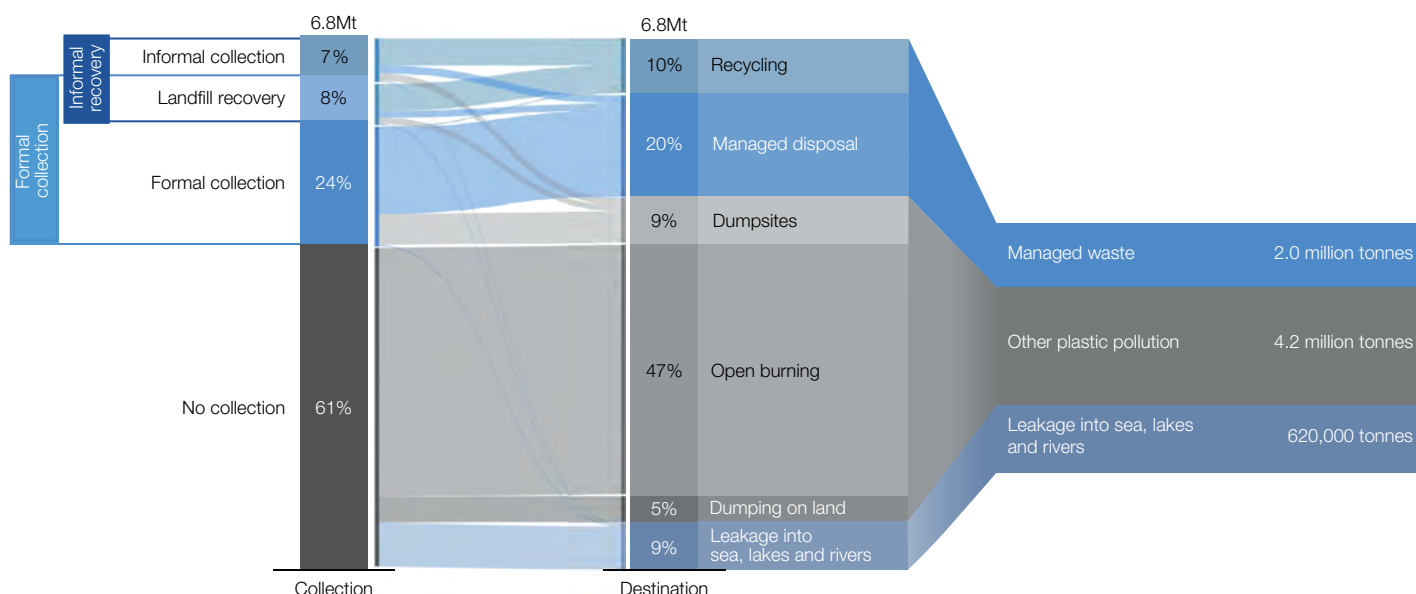 6.8Mt
6.8Mt
Informal
recovery
Formal
collection
Informal collection
7%
Landfill recovery
8%
Formal collection
24%
No collection
61%
10%
Recycling
20%
Managed disposal
9%
Dumpsites
47%
Open burning
5%
Dumping on land
9%
Leakage into
sea, lakes and rivers
Managed waste
2.0 million tonnes
Other plastic pollution
4.2 million tonnes
Leakage into sea, lakes
and rivers
620,000 tonnes
Collection
Destination